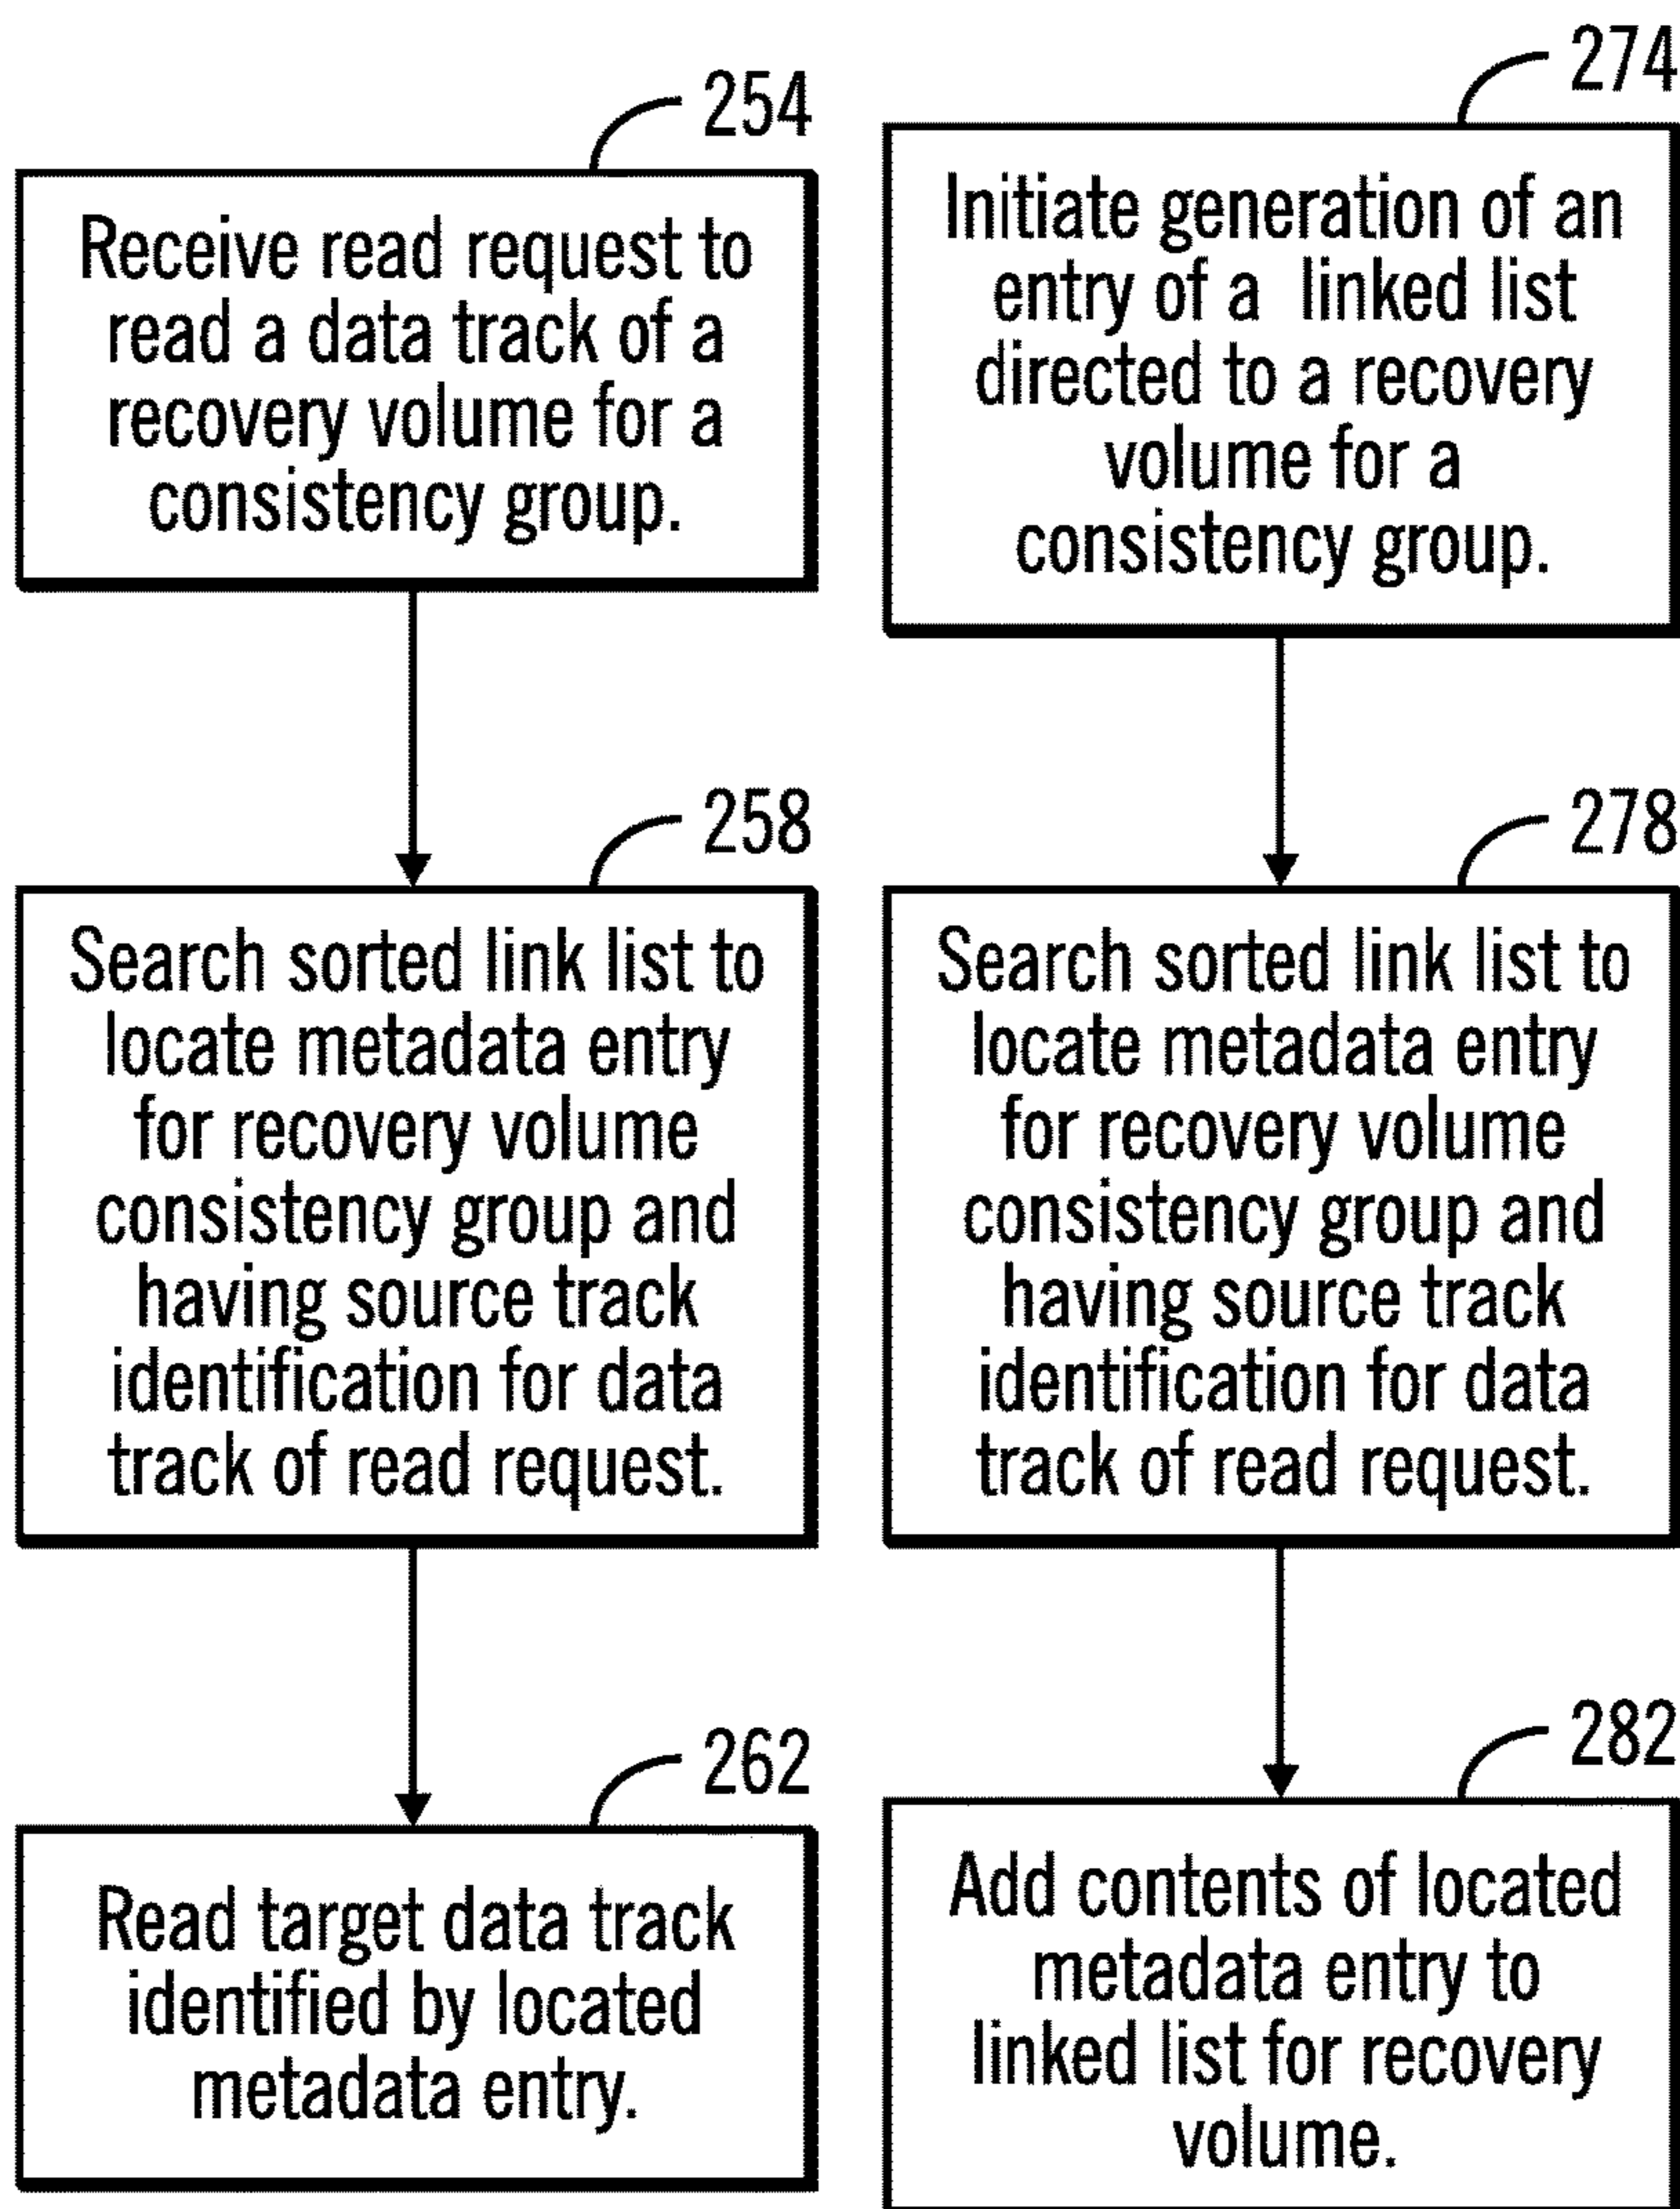 254
Receive read request to
read a data track of a
recovery volume for a
consistency group.
258
Search sorted link list to
locate metadata entry
for recovery volume
consistency group and
having source track
identification for data
track of read request.
262
Read target data track
identified by located
metadata entry.
274
Initiate generation of an
entry of a linked list
directed to a recovery
volume for a
consistency group.
278
Search sorted link list to
locate metadata entry
for recovery volume
consistency group and
having source track
identification for data
track of read request.
282
Add contents of located
metadata entry to
linked list for recovery
volume.